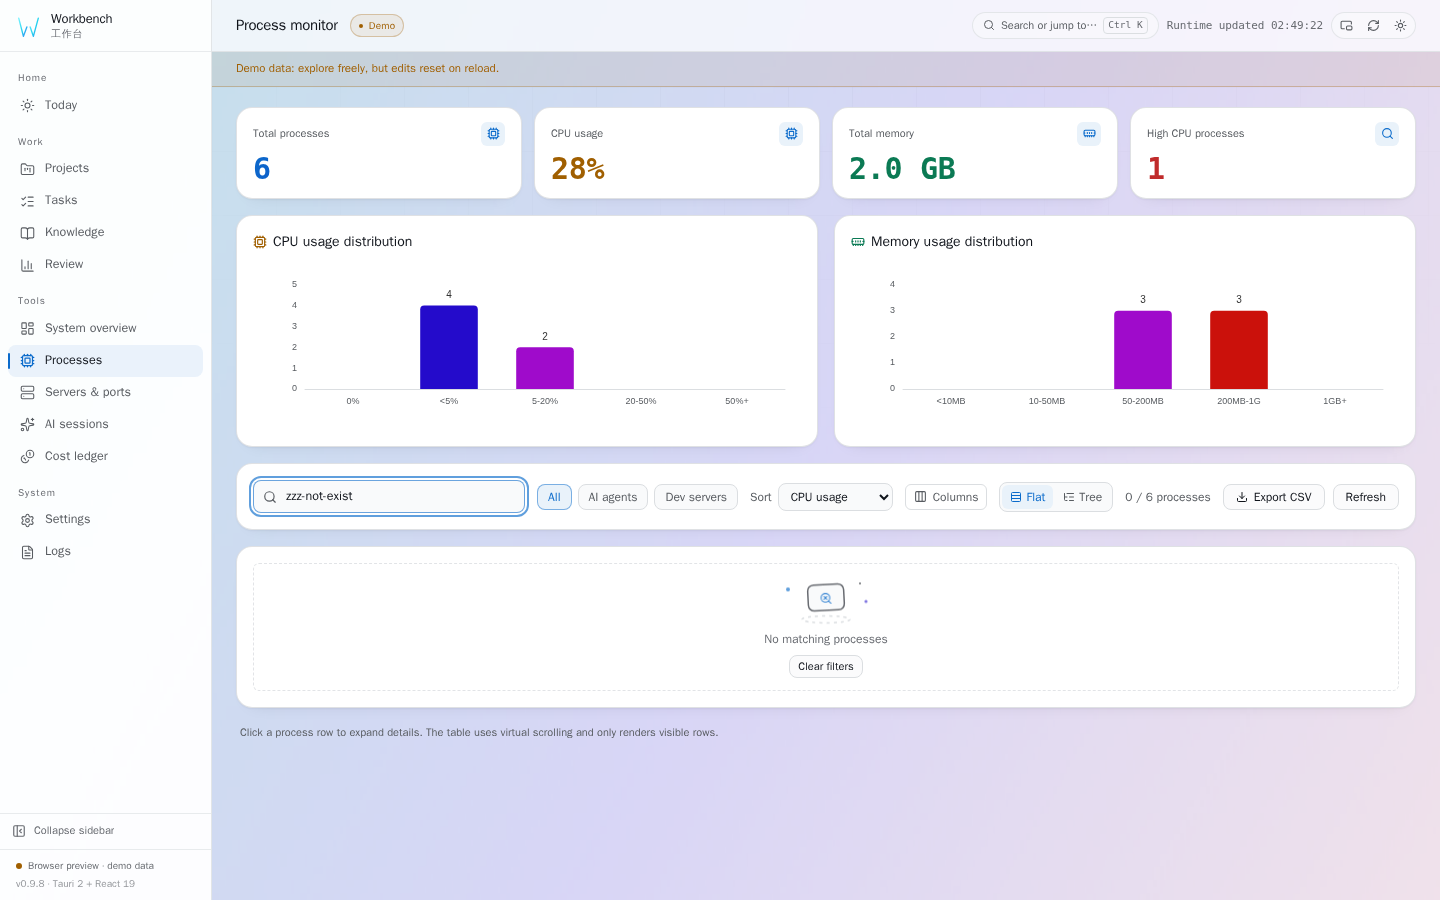 Workbench
工作台
Home
Today
Work
Projects
Tasks
Knowledge
Review
Tools
System overview
Processes
Servers & ports
AI sessions
Cost ledger
System
Settings
Logs
Collapse sidebar
Browser preview · demo data
v0.9.8 · Tauri 2 + React 19
Process monitor
Demo
Search or jump to···
Ctrl K
Runtime updated 02:49:22
Demo data: explore freely, but edits reset on reload.
Total processes
6
CPU usage
28%
Total memory
2.0 GB
High CPU processes
1
CPU usage distribution
5
4
3
2
1
0
4
2
0%
<5%
5-20%
20-50%
50%+
Memory usage distribution
4
3
2
1
0
3
3
<10MB
10-50MB
50-200MB
200MB-1G
1GB+
zzz-not-exist
All
AI agents
Dev servers
Sort
CPU usage
Columns
Flat
Tree
0 / 6 processes
Export CSV
Refresh
No matching processes
Clear filters
Click a process row to expand details. The table uses virtual scrolling and only renders visible rows.